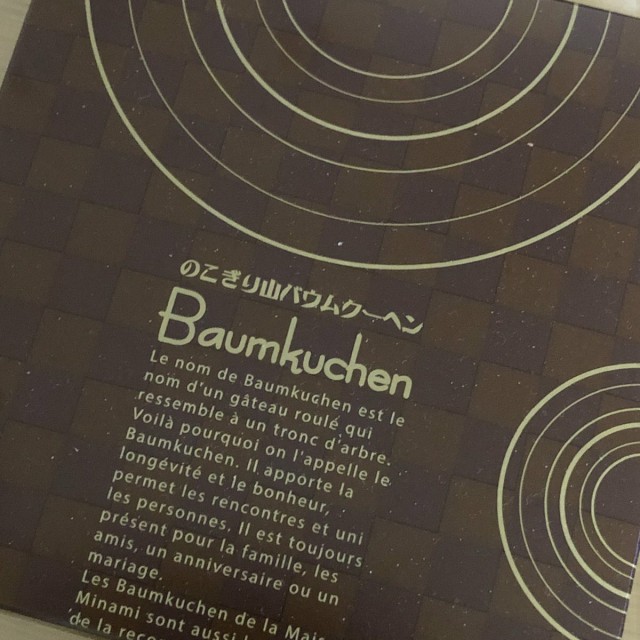 のこぎり山バウムクーヘン
Baumkuchen
Le nom de Baumkuchen est le
nom d'un gâteau roulé qui
ressemble à un tronc d'arbre.
Voilà pourquoi on l'appelle le
Baumkuchen. Il apporte la
longévité et le bonheur,
permet les rencontres et uni
les personnes. Il est toujours
présent pour la famille, les
amis, un anniversaire ou un
mariage.
Les Baumkuchen de la
Minami sont aussi
de la